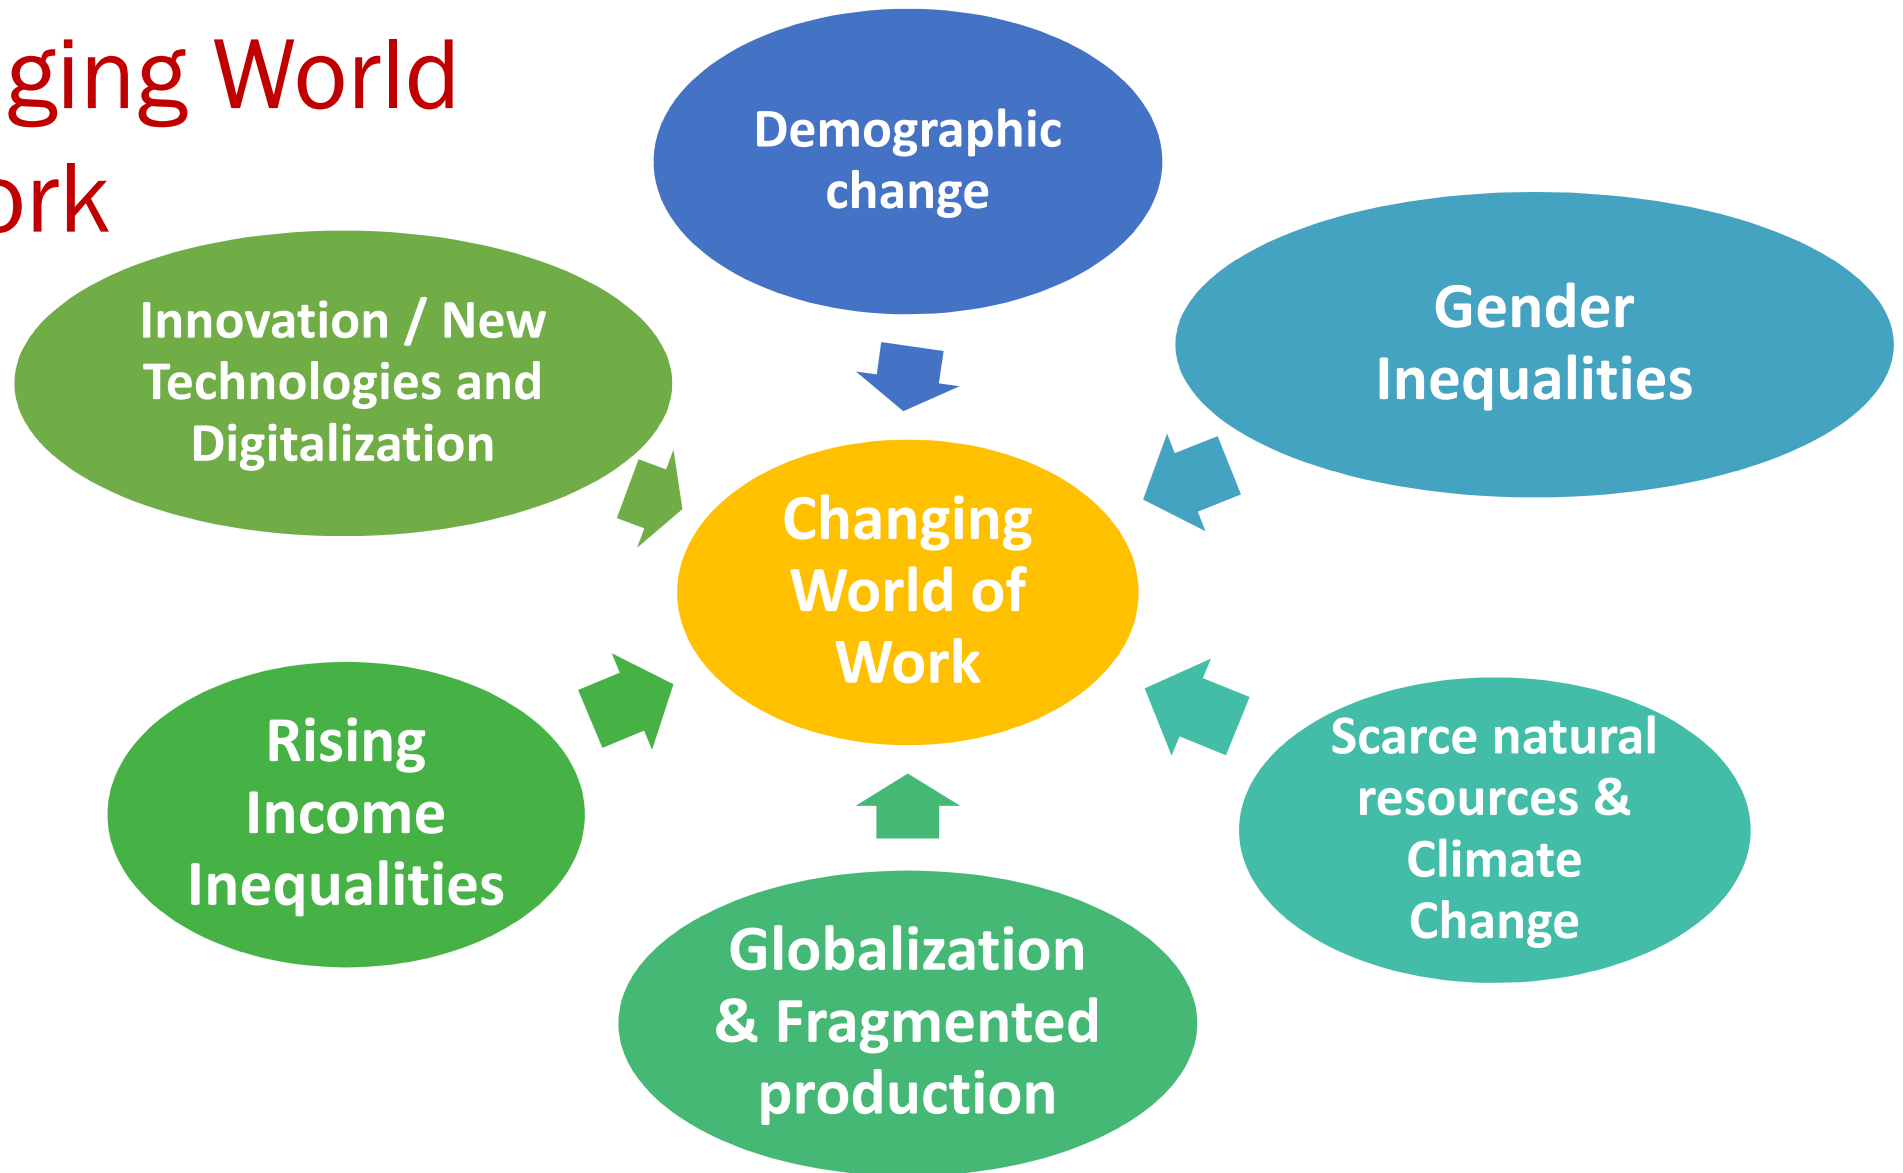 ging World
ork
Demographic
change
Gender
Inequalities
Innovation / New
Technologies and
Digitalization
Changing
World of
Work
Rising
Income
Inequalities
Scarce natural
resources &
Climate
Change
Globalization
& Fragmented
production